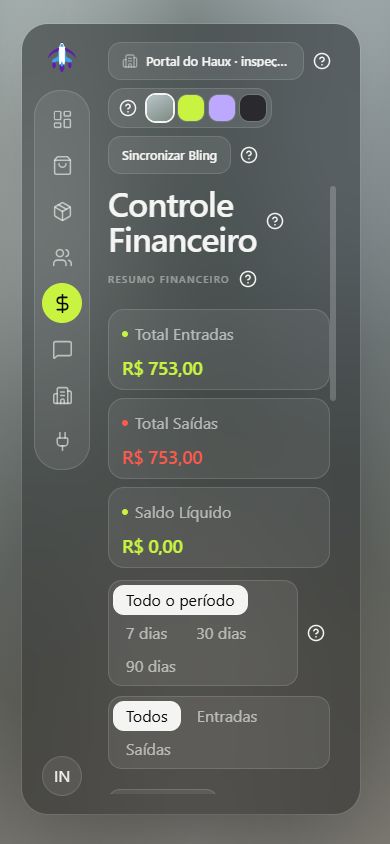 Portal do Haux · inspeç...
Sincronizar Bling
Controle
Financeiro
RESUMO FINANCEIRO
Total Entradas
R$ 753,00
Total Saídas
R$ 753,00
Saldo Líquido
R$ 0,00
Todo o período
7 dias 30 dias
90 dias
Todos Entradas
Saídas
IN